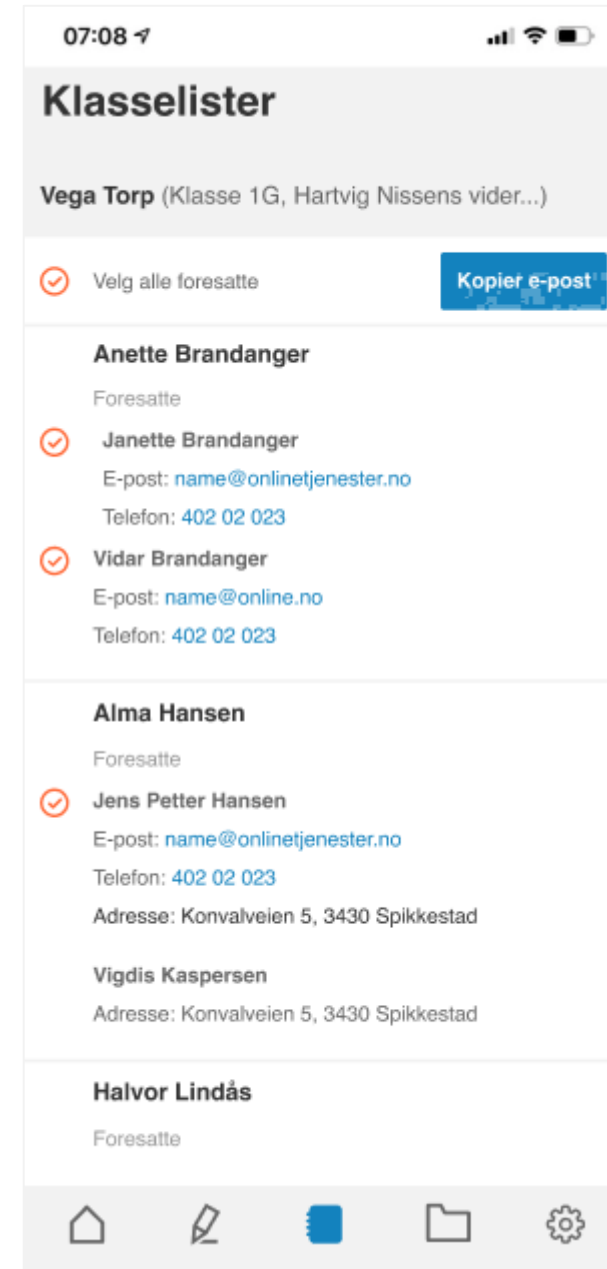 07:08
Klasselister
Vega Torp (Klasse 1G, Hartvig Nissens vider...)
Velg alle foresatte
Kopier e-post
Anette Brandanger
Foresatte
Janette Brandanger
E-post: name@onlinetjenester.no
Telefon: 402 02 023
Vidar Brandanger
E-post: name@online.no
Telefon: 402 02 023
Alma Hansen
Foresatte
Jens Petter Hansen
E-post: name@onlinetjenester.no
Telefon: 402 02 023
Adresse: Konvalveien 5, 3430 Spikkestad
Vigdis Kaspersen
Adresse: Konvalveien 5, 3430 Spikkestad
Halvor Lindås
Foresatte